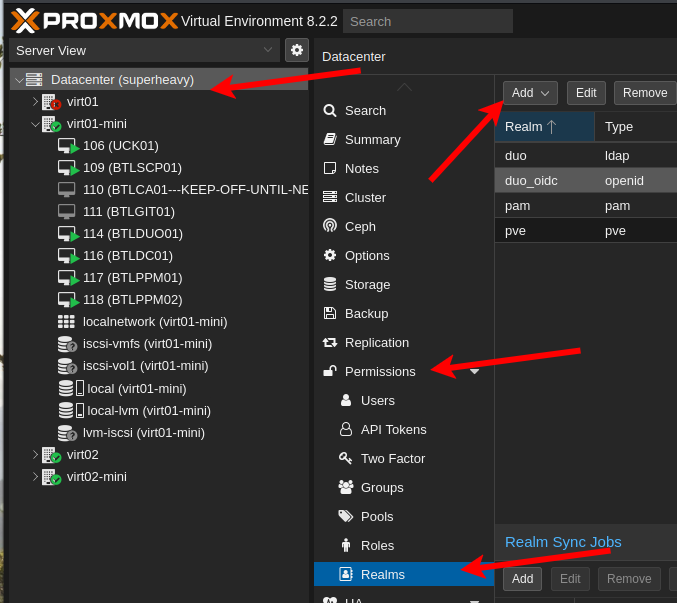 PROXMOX Virtual Environment 8.2.2 Search
Server View
Datacenter (superheavy)
virt01
virt01-mini
106 (UCK01)
109 (BTLSCP01)
110 (BTLCA01---KEEP-OFF-UNTIL-NE
111 (BTLGIT01)
114 (BTLDUO01)
116 (BTLDC01)
117 (BTLPPM01)
118 (BTLPPM02)
localnetwork (virt01-mini)
iscsi-vmfs (virt01-mini)
iscsi-vol1 (virt01-mini)
local (virt01-mini)
local-lvm (virt01-mini)
lvm-iscsi (virt01-mini)
virt02
virt02-mini
Datacenter
Search
Summary
Notes
Cluster
Ceph
Options
Storage
Backup
Replication
Permissions
Users
API Tokens
Two Factor
Groups
Pools
Roles
Realms
HA
Add Edit Remove
Realm Type
duo ldap
duo_oidc openid
pam pam
pve pve
Realm Sync Jobs
Add Edit Remove